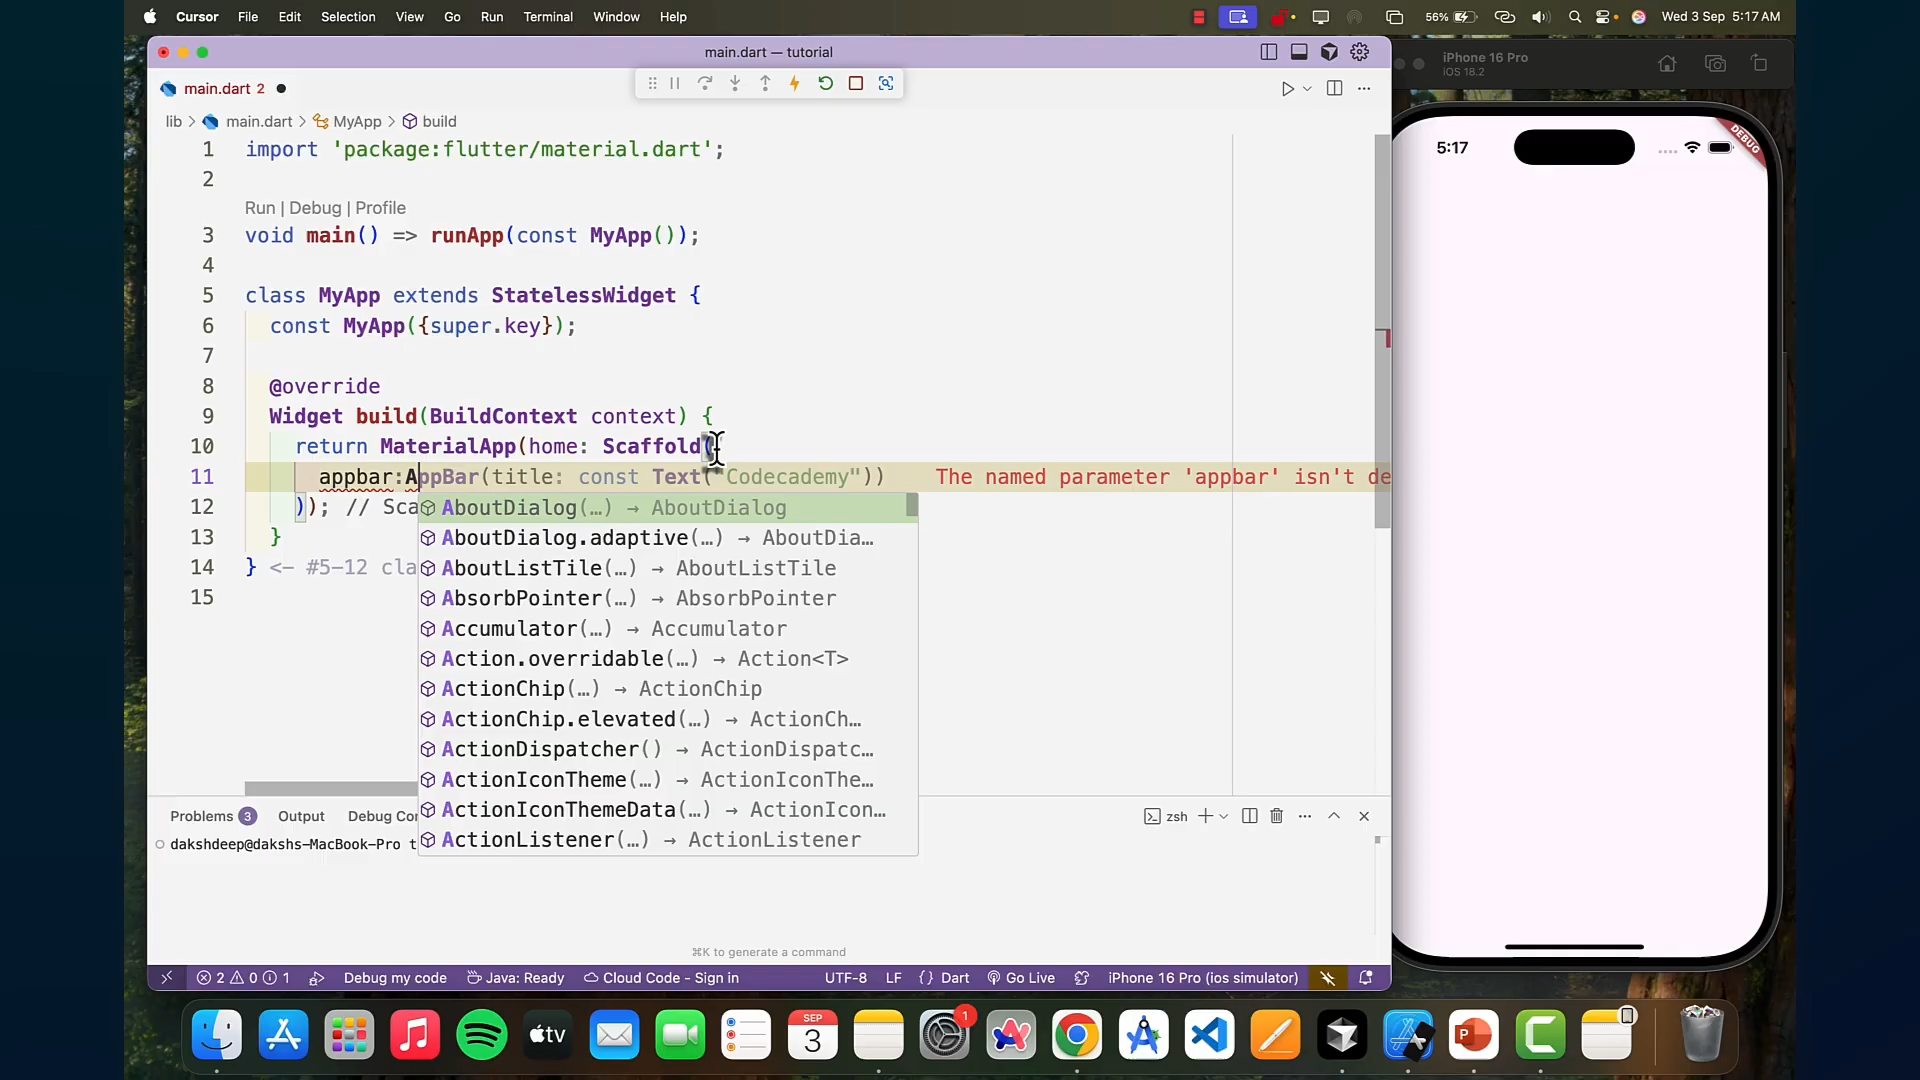 Cursor File Edit Selection View Go Run Terminal Window Help
56% Wed 3 Sep 5:17 AM
main.dart — tutorial
iPhone 16 Pro
iOS 18.2
main.dart 2
lib > main.dart > MyApp > build
1 import 'package:flutter/material.dart';
2
Run | Debug | Profile
3 void main() => runApp(const MyApp());
4
5 class MyApp extends StatelessWidget {
6 const MyApp({super.key});
7
8 @override
9 Widget build(BuildContext context) {
10 return MaterialApp(home: Scaffold(
11 appbar:AppBar(title: const Text("Codecademy")) The named parameter 'appbar' isn't de
12 )); // Sca
13 }
14 } <- #5-12 cla
15
AboutDialog(…) → AboutDialog
AboutDialog.adaptive(…) → AboutDia…
AboutListTile(…) → AboutListTile
AbsorbPointer(…) → AbsorbPointer
Accumulator(…) → Accumulator
Action.overridable(…) → Action<T>
ActionChip(…) → ActionChip
ActionChip.elevated(…) → ActionCh…
ActionDispatcher() → ActionDispatc…
ActionIconTheme(…) → ActionIconThe…
ActionIconThemeData(…) → ActionIcon…
ActionListener(…) → ActionListener
5:17
DEBUG
Problems 3 Output Debug Con
zsh
dakshdeep@dakshs-MacBook-Pro t
⌘K to generate a command
2 0 1 Debug my code Java: Ready Cloud Code - Sign in UTF-8 LF {} Dart Go Live iPhone 16 Pro (ios simulator)
tv
SEP
3
1
P
C